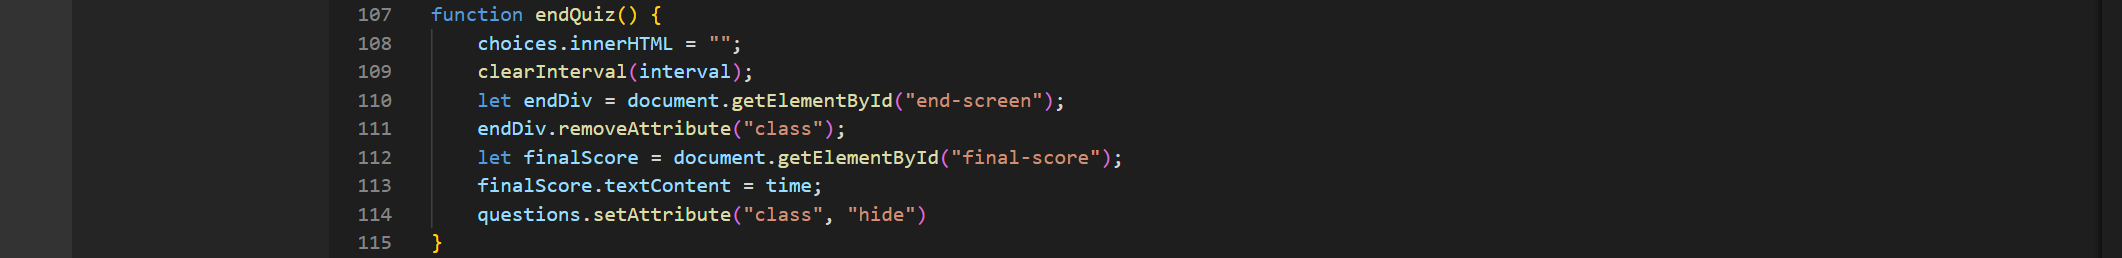 107 function endQuiz() {
108 choices.innerHTML = "";
109 clearInterval(interval);
110 let endDiv = document.getElementById("end-screen");
111 endDiv.removeAttribute("class");
112 let finalScore = document.getElementById("final-score");
113 finalScore.textContent = time;
114 questions.setAttribute("class", "hide")
115 }